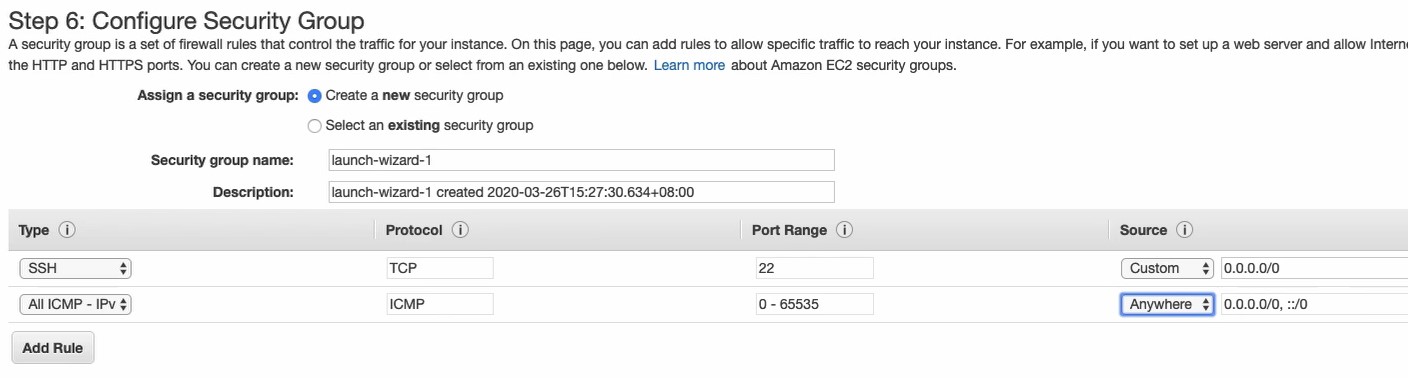 Step 6: Configure Security Group
A security group is a set of firewall rules that control the traffic for your instance. On this page, you can add rules to allow specific traffic to reach your instance. For example, if you want to set up a web server and allow
the HTTP and HTTPS ports. You can create a new security group or select from an existing one below. Learn more about Amazon EC2 security groups.
Assign a security group: Create a new security group
Select an existing security group
Security group name: launch-wizard-1
Description: launch-wizard-1 created 2020-03-26T15:27:30.634+08:00
Type i Protocol i Port Range i Source i
SSH TCP 22 Custom 0.0.0.0/0
All ICMP - IPv ICMP 0 - 65535 Anywhere 0.0.0.0/0, ::/0
Add Rule